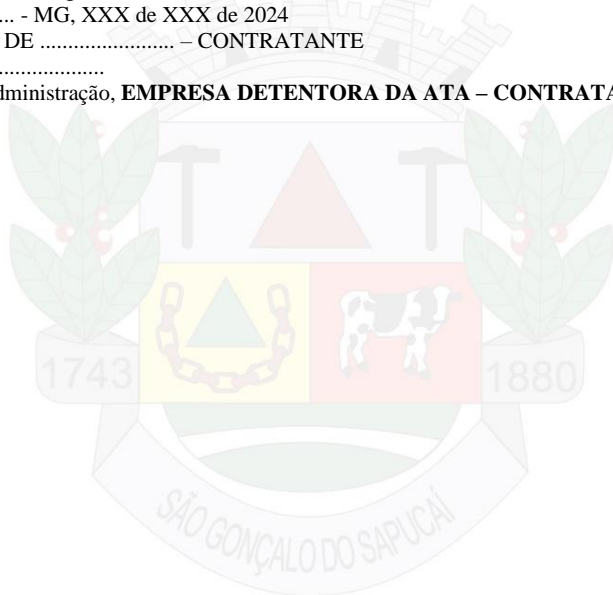 ... - MG, XXX de XXX de 2024
DE ........................ – CONTRATANTE
...................
dministração, EMPRESA DETENTORA DA ATA – CONTRATA
1743
1880
SÃO GONÇALO DO SAPUCAÍ